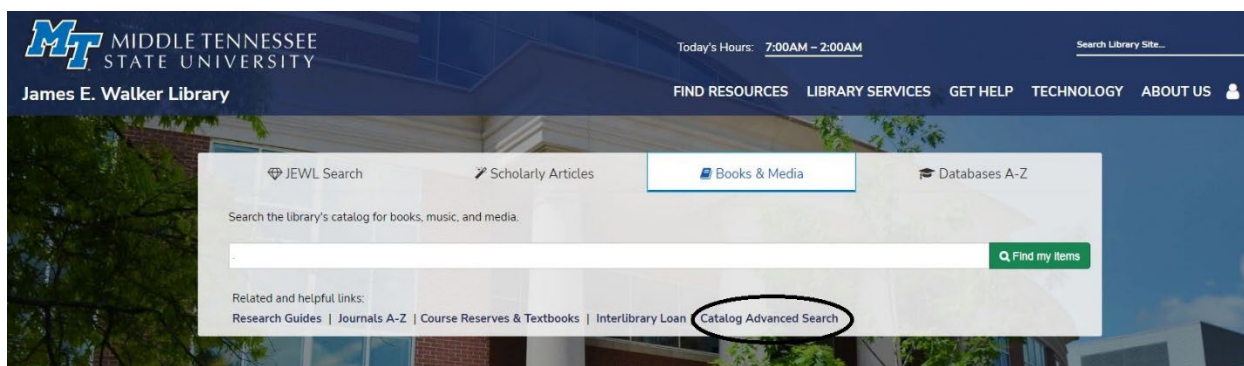 MT MIDDLE TENNESSEE
STATE UNIVERSITY
Today's Hours: 7:00AM – 2:00AM
Search Library Site...
James E. Walker Library
FIND RESOURCES LIBRARY SERVICES GET HELP TECHNOLOGY ABOUT US
JEWL Search
Scholarly Articles
Books & Media
Databases A-Z
Search the library's catalog for books, music, and media.
Find my items
Related and helpful links:
Research Guides | Journals A-Z | Course Reserves & Textbooks | Interlibrary Loan | Catalog Advanced Search